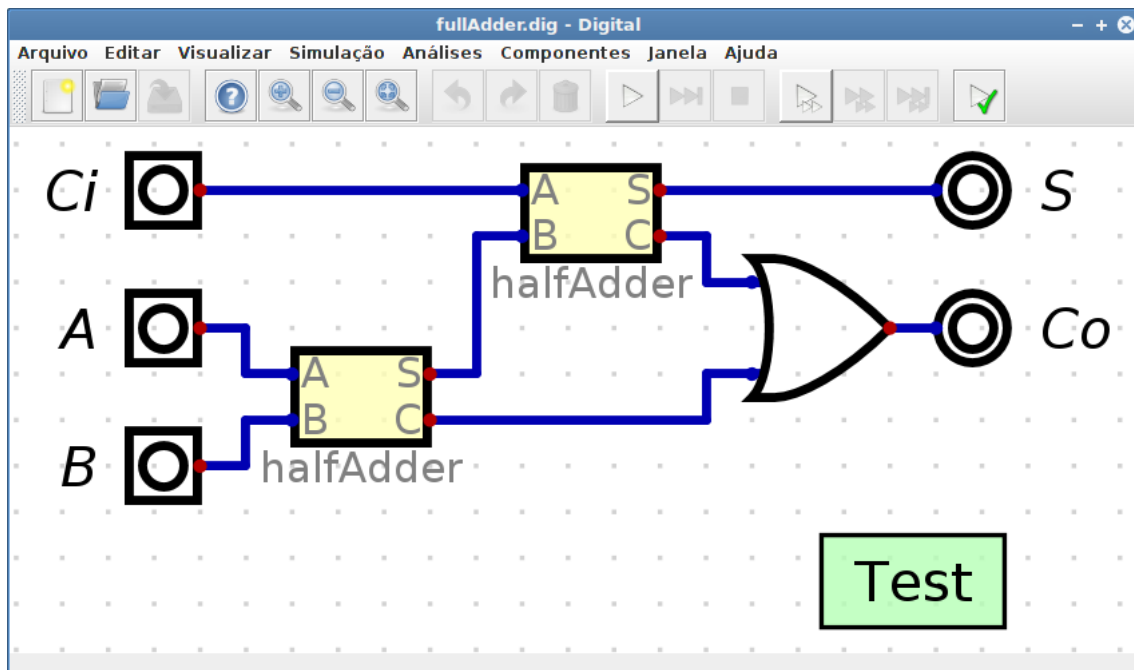 fullAdder.dig - Digital
Arquivo Editar Visualizar Simulação Análises Componentes Janela Ajuda
Ci
A S
S
B C
halfAdder
A
Co
A S
B C
B
halfAdder
Test